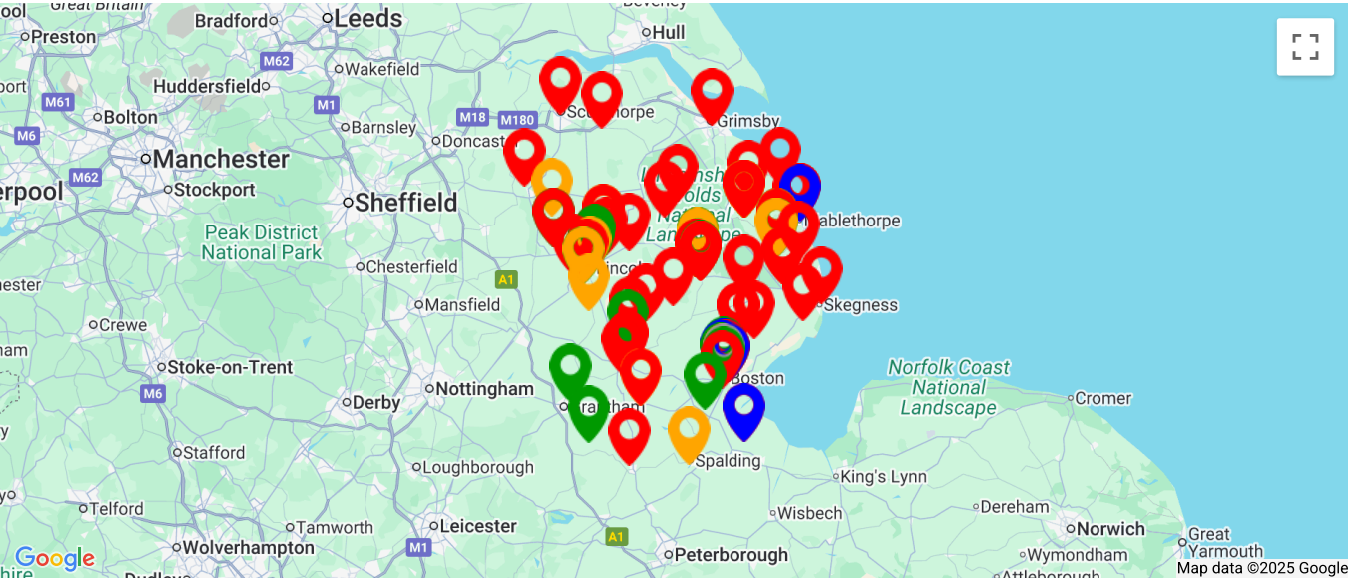 Great Britain
Beverley
Leeds
Bradford
Preston
Hull
M62
Wakefield
Huddersfield
M61
M1
Bolton
M18
M180
Grimsby
Barnsley
M6
Doncaster
Manchester
M62
Stockport
Sheffield
Mablethorpe
Peak District
National Park
Chesterfield
A1
Mansfield
Skegness
Crewe
Stoke-on-Trent
Norfolk Coast
National
Landscape
Boston
M6
Nottingham
Derby
Cromer
Grantham
Stafford
Spalding
Loughborough
King's Lynn
Telford
Dereham
Wisbech
Tamworth
Leicester
Norwich
A1
Great
Yarmouth
M1
Wolverhampton
Peterborough
Wymondham
Google
Map data ©2025 Google
Attleborough